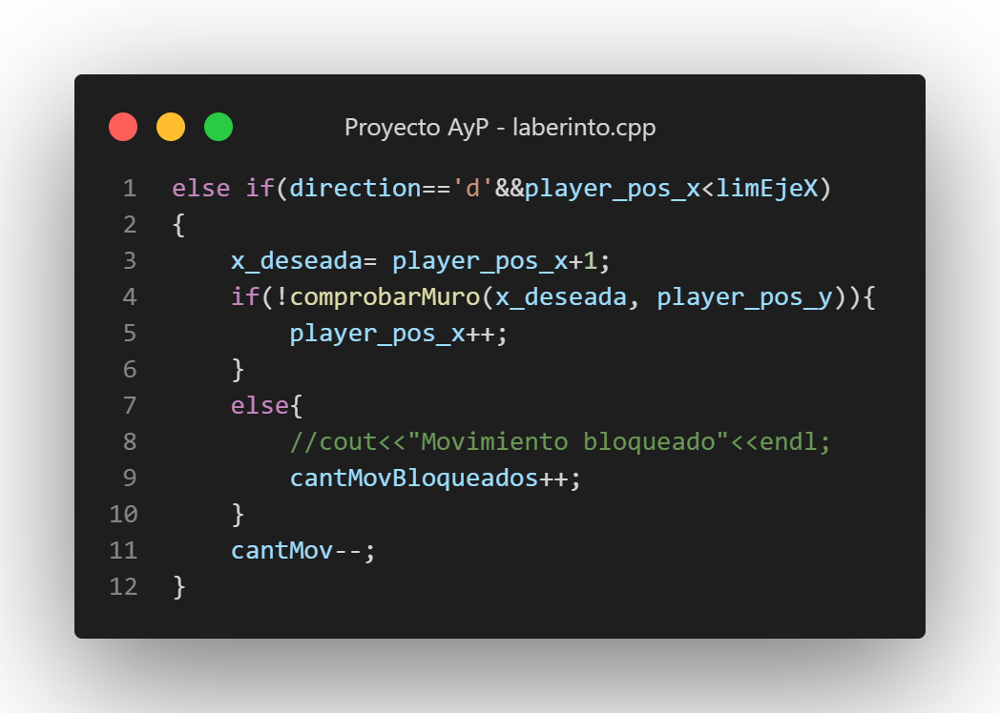 Proyecto AyP - laberinto.cpp
1 else if(direction=='d'&&player_pos_x<limEjeX)
2 {
3     x_deseada= player_pos_x+1;
4     if(!comprobarMuro(x_deseada, player_pos_y)){
5         player_pos_x++;
6     }
7     else{
8         //cout<<"Movimiento bloqueado"<<endl;
9         cantMovBloqueados++;
10     }
11     cantMov--;
12 }